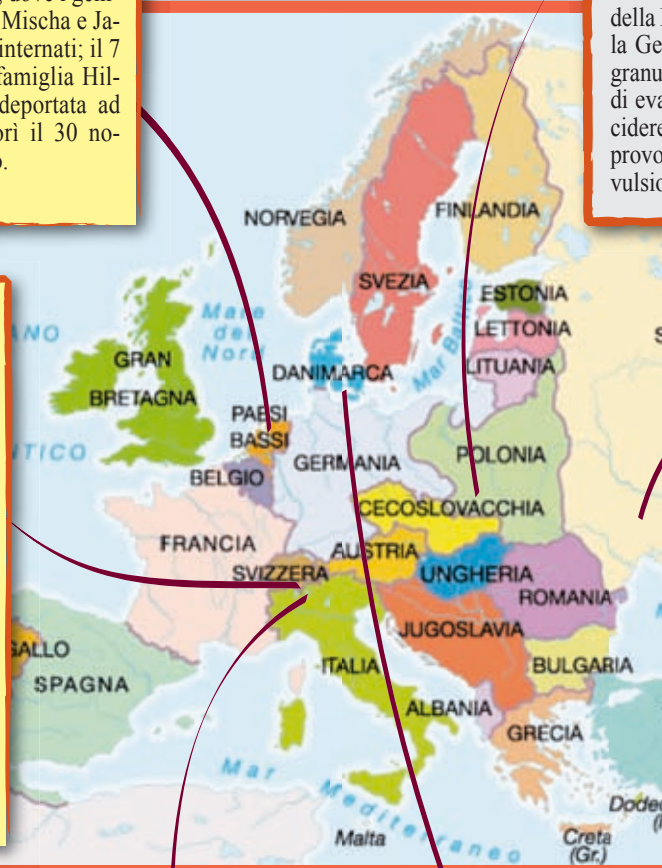 Mischa e Ja-
internati; il 7
famiglia Hil-
deportata ad
rì il 30 no-
della
la Ge
granu
di eva
cidere
provo
vulsio
NORVEGIA
FINLANDIA
SVEZIA
ESTONIA
LETTONIA
LITUANIA
Mare
del
Nord
Mar Baltico
GRAN
BRETAGNA
DANIMARCA
PAESI
BASSI
BELGIO
GERMANIA
POLONIA
CECOSLOVACCHIA
FRANCIA
AUSTRIA
SVIZZERA
UNGHERIA
ROMANIA
JUGOSLAVIA
GALLO
SPAGNA
ITALIA
BULGARIA
ALBANIA
GRECIA
Mar Mediterraneo
Malta
Creta
(Gr.)